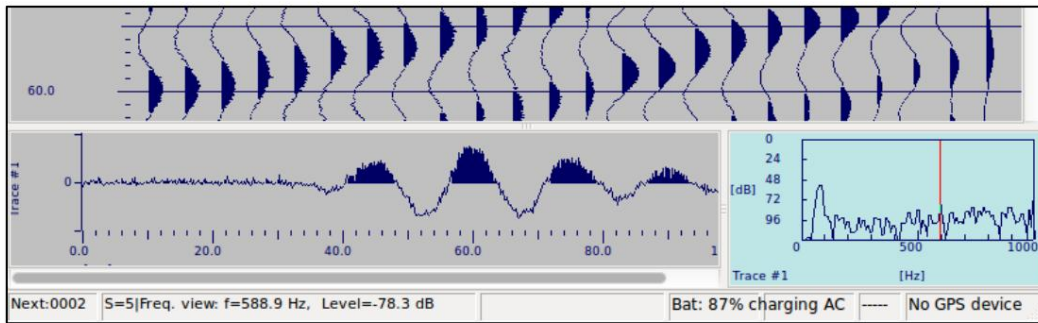 60.0
Trace #1
0
0.0 20.0 40.0 60.0 80.0 1
0
24
48
[dB]
72
96
0 500 1000
Trace #1 [Hz]
Next:0002 S=5|Freq. view: f=588.9 Hz, Level=-78.3 dB Bat: 87% charging AC ----- No GPS device